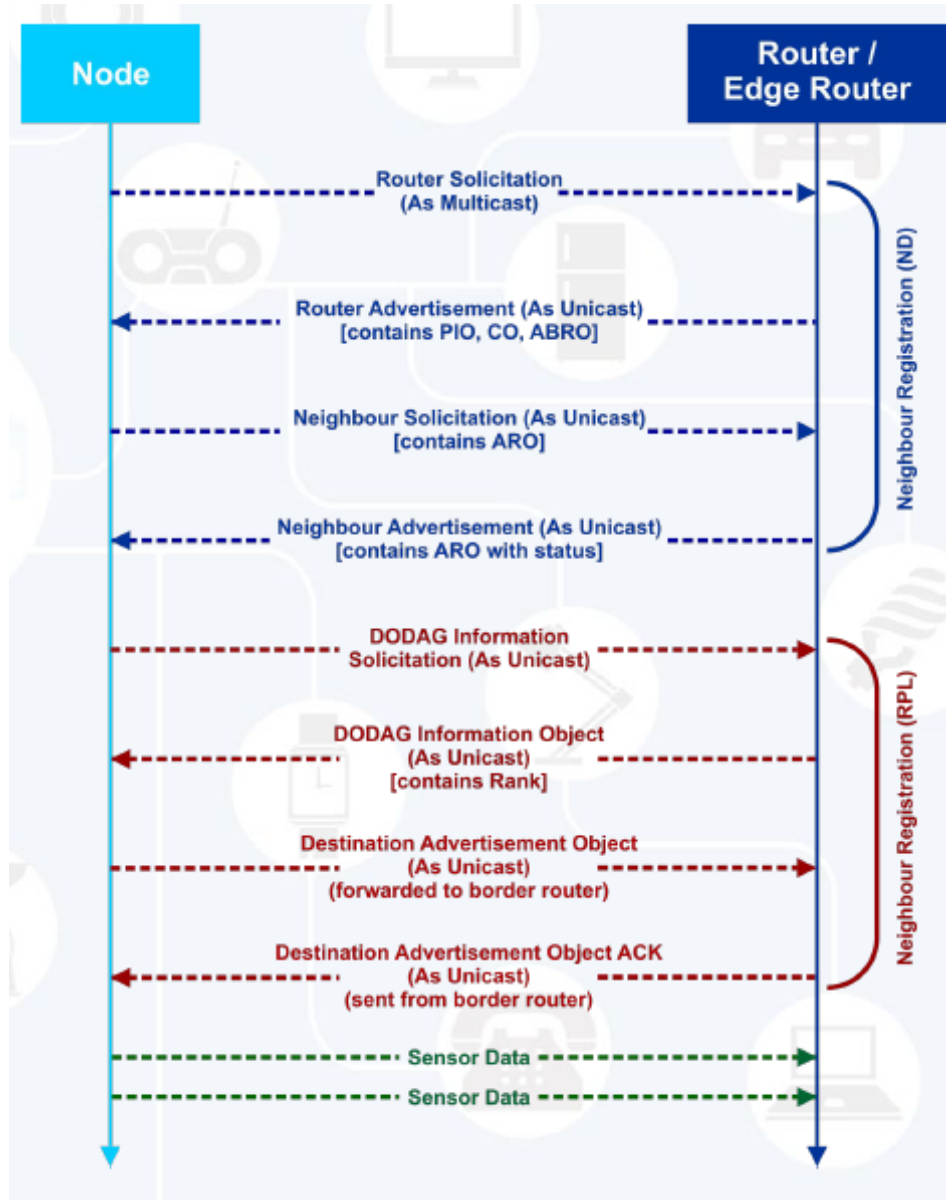 Node
Router /
Edge Router
Router Solicitation
(As Multicast)
Router Advertisement (As Unicast)
[contains PIO, CO, ABRO]
Neighbour Solicitation (As Unicast)
[contains ARO]
Neighbour Advertisement (As Unicast)
[contains ARO with status]
Neighbour Registration (ND)
DODAG Information
Solicitation (As Unicast)
DODAG Information Object
(As Unicast)
[contains Rank]
Destination Advertisement Object
(As Unicast)
(forwarded to border router)
Destination Advertisement Object ACK
(As Unicast)
(sent from border router)
Neighbour Registration (RPL)
Sensor Data
Sensor Data